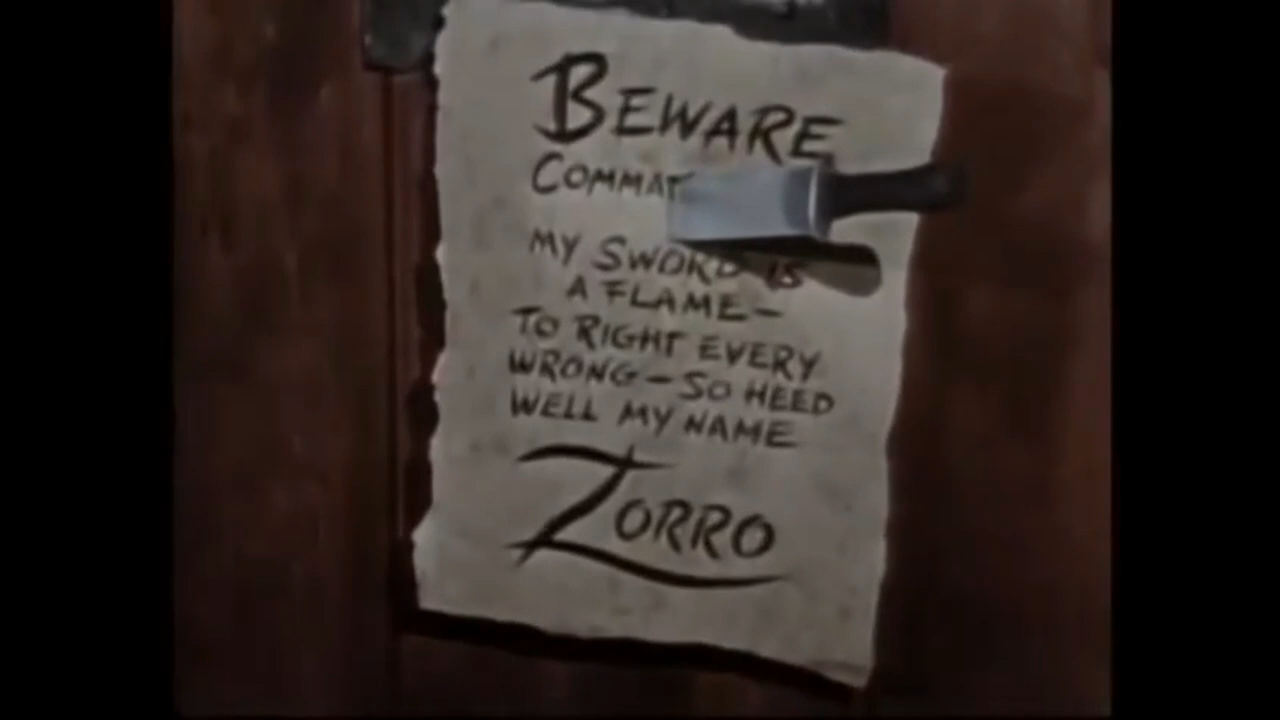 BEWARE
MY SWORD IS
A FLAME—
TO RIGHT EVERY
WRONG—SO HEED
WELL MY NAME
ZORRO